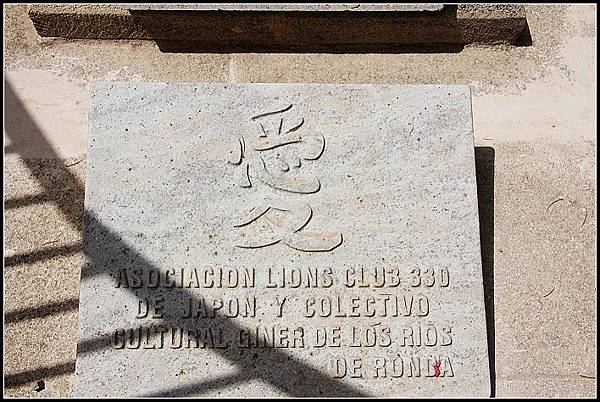 愛
ASOCIACION LIONS CLUB 330
DE JAPON Y COLECTIVO
CULTURAL GINER DE LOS RIOS
DE RONDA